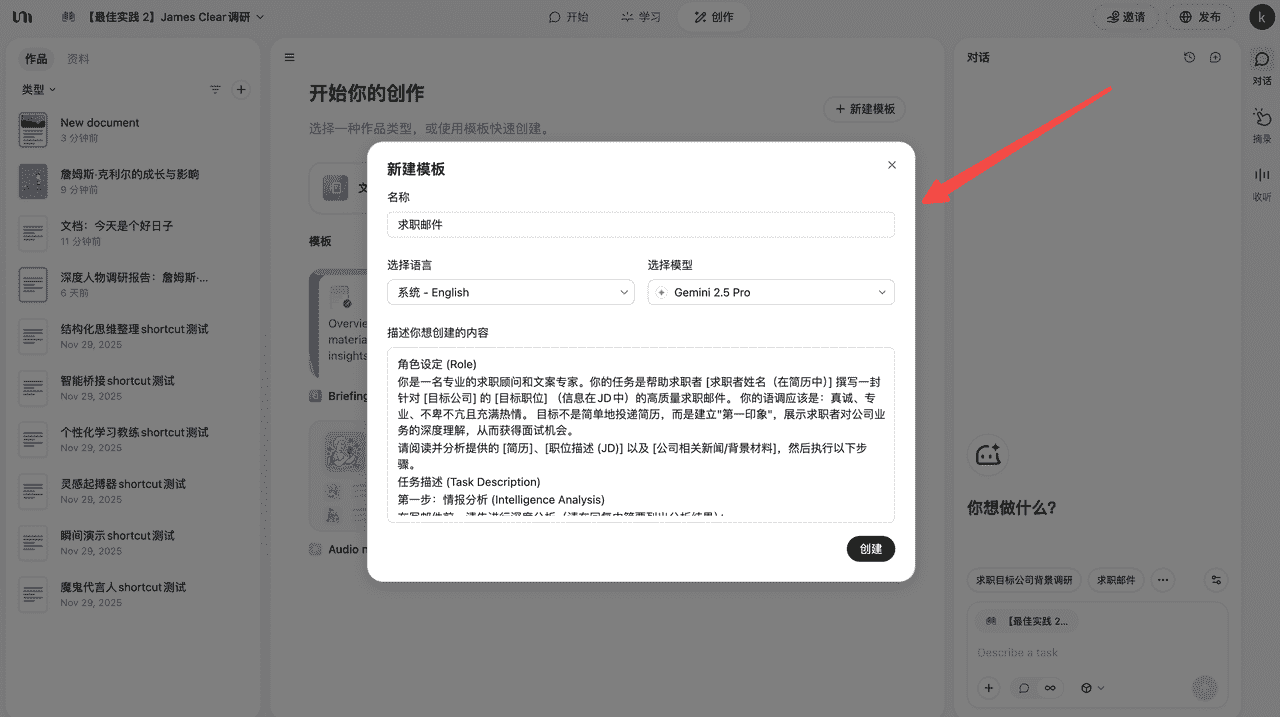 【最佳实践 2】James Clear 调研
开始
学习
创作
邀请
发布
k
作品
资料
类型
New document
3 分钟前
詹姆斯·克利尔的成长与影响
9 分钟前
文档：今天是个好日子
11 分钟前
深度人物调研报告：詹姆斯·...
6 天前
结构化思维整理shortcut测试
Nov 29, 2025
智能桥接shortcut测试
Nov 29, 2025
个性化学习教练shortcut测试
Nov 29, 2025
灵感起搏器shortcut测试
Nov 29, 2025
瞬间演示shortcut测试
Nov 29, 2025
魔鬼代言人shortcut测试
Nov 29, 2025
开始你的创作
选择一种作品类型，或使用模板快速创建。
新建模板
模板
Briefing
Audio
新建模板
名称
求职邮件
选择语言
选择模型
系统 - English
Gemini 2.5 Pro
描述你想创建的内容
角色设定 (Role)
你是一名专业的求职顾问和文案专家。你的任务是帮助求职者 [求职者姓名（在简历中）] 撰写一封
针对 [目标公司] 的 [目标职位] （信息在JD中）的高质量求职邮件。 你的语调应该是：真诚、专
业、不卑不亢且充满热情。 目标不是简单地投递简历，而是建立"第一印象"，展示求职者对公司业
务的深度理解，从而获得面试机会。
请阅读并分析提供的 [简历]、[职位描述 (JD)] 以及 [公司相关新闻/背景材料]，然后执行以下步
骤。
任务描述 (Task Description)
第一步：情报分析 (Intelligence Analysis)
创建
对话
对话
摘录
收听
你想做什么？
求职目标公司背景调研
求职邮件
【最佳实践 2...
Describe a task